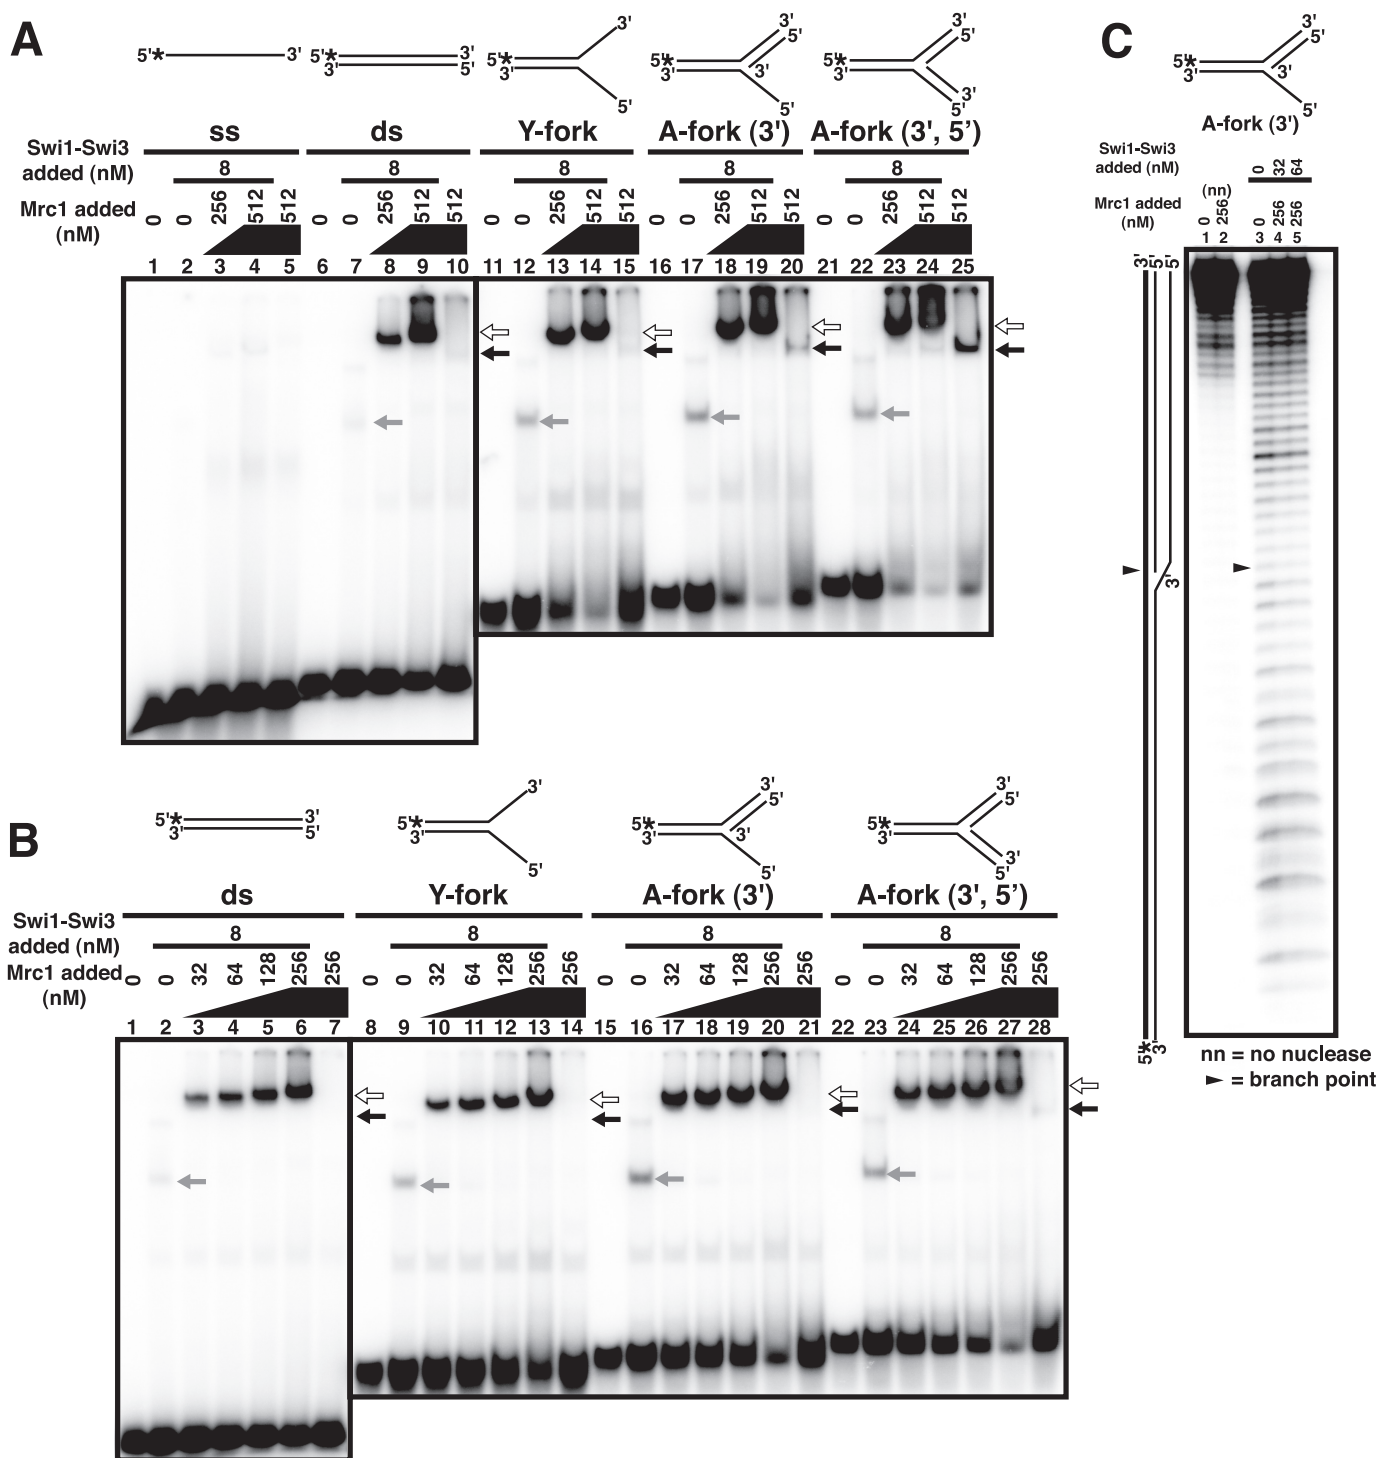 A
5'* 3'
5'* 3'
3' 5'
5'* 3'
3' 5'
5'* 3'
5'
3' 3'
5'
5'* 3'
5'
3' 3'
5'
ss ds Y-fork A-fork (3') A-fork (3', 5’)
Swi1-Swi3
added (nM)
8 8 8 8 8
Mrc1 added
(nM)
0 0 256 512 512 0 0 256 512 512 0 0 256 512 512 0 0 256 512 512 0 0 256 512 512
1 2 3 4 5 6 7 8 9 10 11 12 13 14 15 16 17 18 19 20 21 22 23 24 25
B
5'* 3'
3' 5'
5'* 3'
3' 5'
5'* 3'
5'
3' 3'
5'
5'* 3'
5'
3' 3'
5'
ds Y-fork A-fork (3') A-fork (3', 5’)
Swi1-Swi3
added (nM)
8 8 8 8
Mrc1 added
(nM)
0 0 32 64 128 256 256 0 0 32 64 128 256 256 0 0 32 64 128 256 256 0 0 32 64 128 256 256
1 2 3 4 5 6 7 8 9 10 11 12 13 14 15 16 17 18 19 20 21 22 23 24 25 26 27 28
C
5'* 3'
5'
3' 3'
5'
A-fork (3')
Swi1-Swi3
added (nM)
0 32 64
(nn)
Mrc1 added
(nM)
0 256 0 256 256
1 2 3 4 5
3' 5' 5'
3'
5'* 3'
nn = no nuclease
= branch point